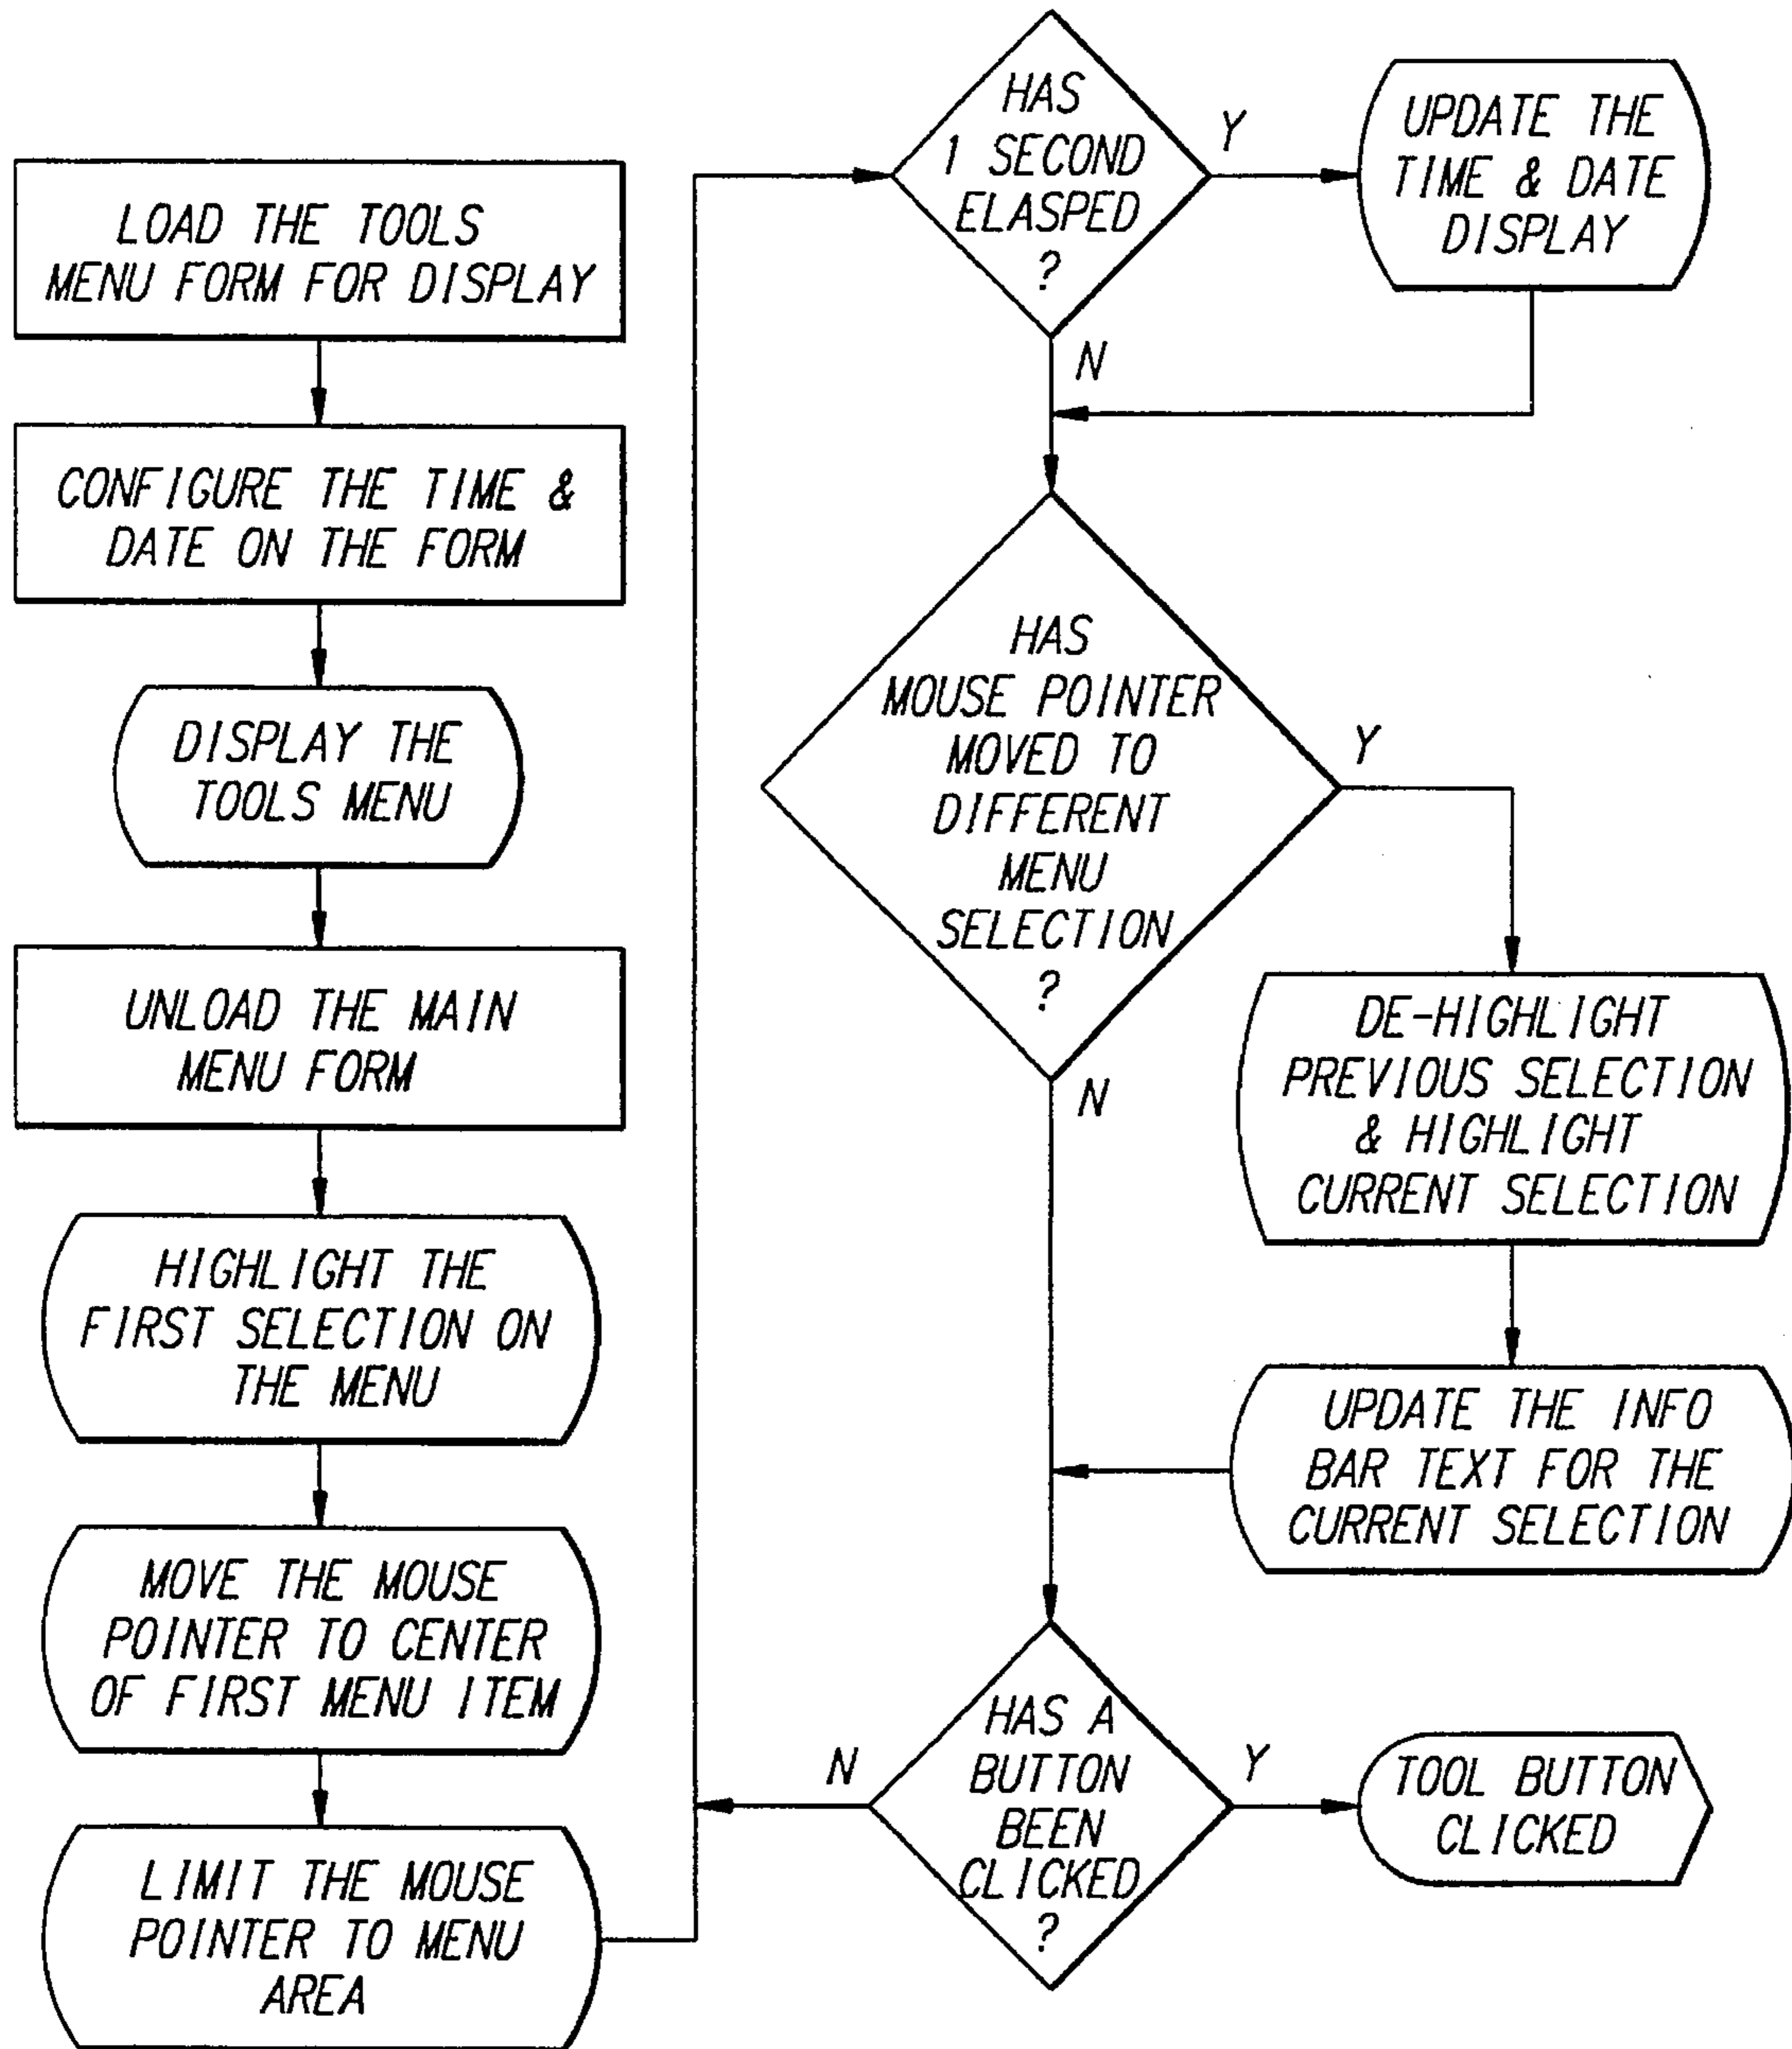 LOAD THE TOOLS
MENU FORM FOR DISPLAY
CONFIGURE THE TIME &
DATE ON THE FORM
DISPLAY THE
TOOLS MENU
UNLOAD THE MAIN
MENU FORM
HIGHLIGHT THE
FIRST SELECTION ON
THE MENU
MOVE THE MOUSE
POINTER TO CENTER
OF FIRST MENU ITEM
LIMIT THE MOUSE
POINTER TO MENU
AREA
HAS
1 SECOND
ELASPED
?
Y
UPDATE THE
TIME & DATE
DISPLAY
N
HAS
MOUSE POINTER
MOVED TO
DIFFERENT
MENU
SELECTION
?
Y
DE-HIGHLIGHT
PREVIOUS SELECTION
& HIGHLIGHT
CURRENT SELECTION
UPDATE THE INFO
BAR TEXT FOR THE
CURRENT SELECTION
N
HAS A
BUTTON
BEEN
CLICKED
?
N
Y
TOOL BUTTON
CLICKED